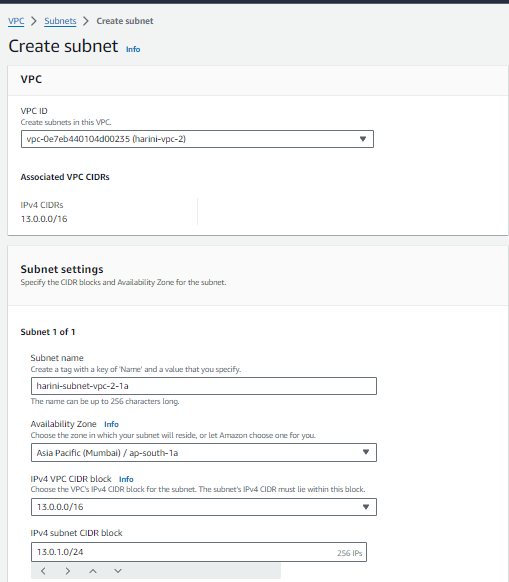 VPC > Subnets > Create subnet
Create subnet Info
VPC
VPC ID
Create subnets in this VPC.
vpc-0e7eb440104d00235 (harini-vpc-2)
Associated VPC CIDRs
IPv4 CIDRs
13.0.0.0/16
Subnet settings
Specify the CIDR blocks and Availability Zone for the subnet.
Subnet 1 of 1
Subnet name
Create a tag with a key of 'Name' and a value that you specify.
harini-subnet-vpc-2-1a
The name can be up to 256 characters long.
Availability Zone Info
Choose the zone in which your subnet will reside, or let Amazon choose one for you.
Asia Pacific (Mumbai) / ap-south-1a
IPv4 VPC CIDR block Info
Choose the VPC's IPv4 CIDR block for the subnet. The subnet's IPv4 CIDR must lie within this block.
13.0.0.0/16
IPv4 subnet CIDR block
13.0.1.0/24 256 IPs